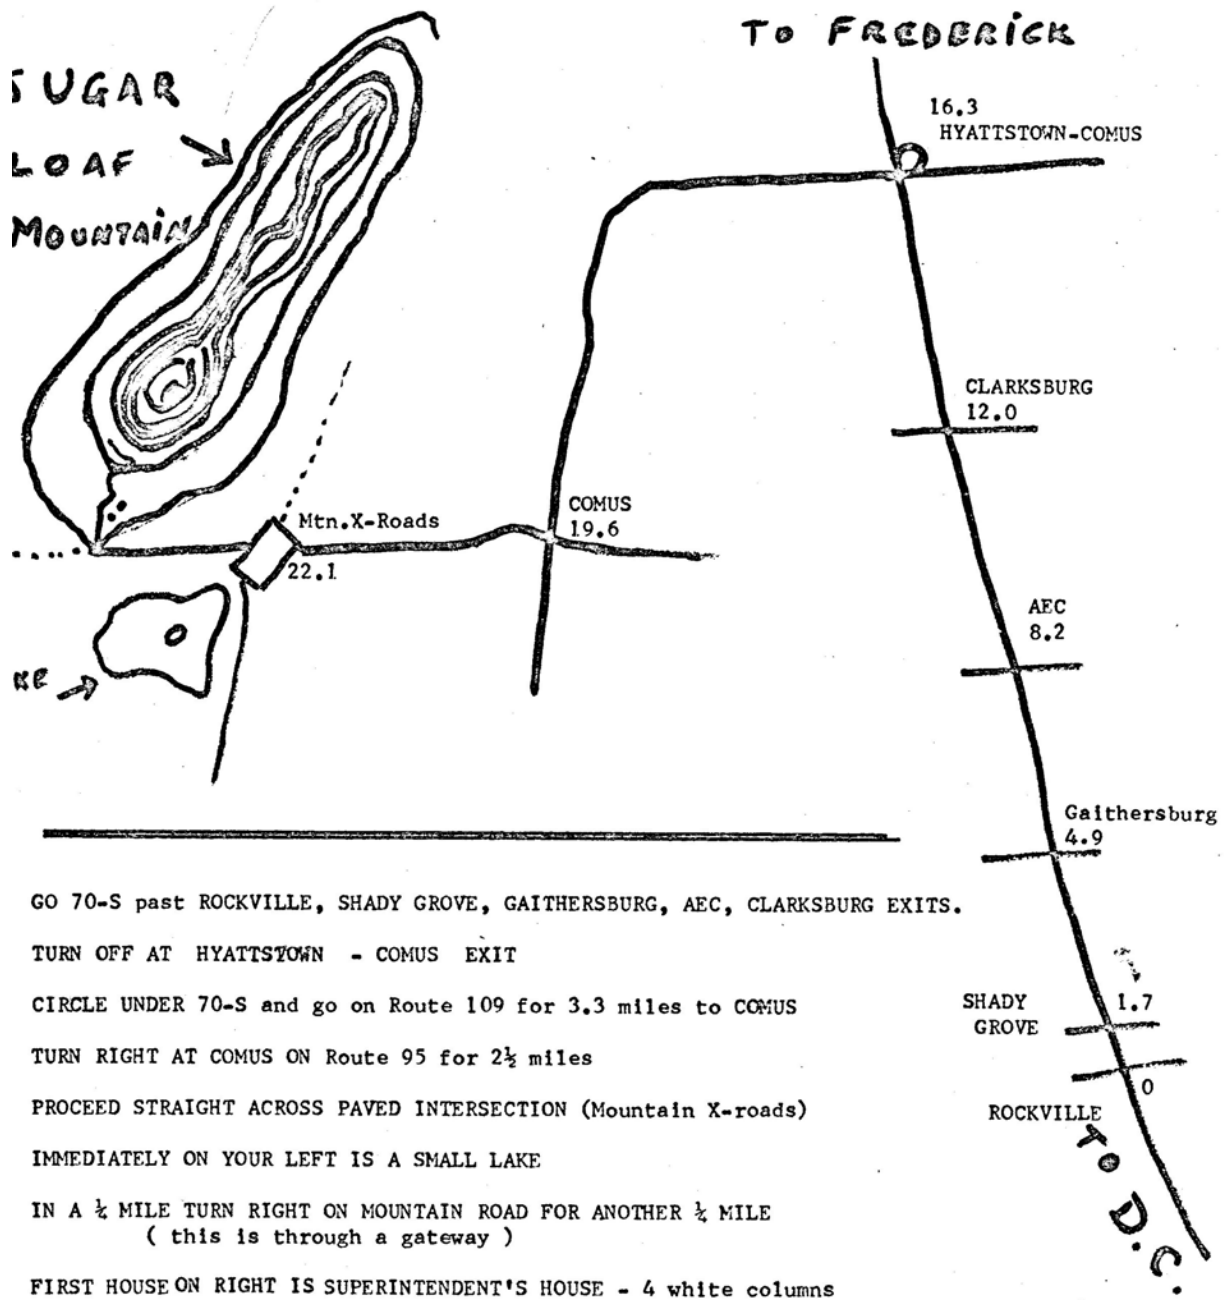 TO FREDERICK
SUGAR
LOAF
MOUNTAIN
16.3
HYATTSTOWN-COMUS
CLARKSBURG
12.0
COMUS
19.6
Mtn.X-Roads
22.1
AEC
8.2
KE
Gaithersburg
4.9
SHADY
GROVE
1.7
0
ROCKVILLE
TO D.C.
GO 70-S past ROCKVILLE, SHADY GROVE, GAITHERSBURG, AEC, CLARKSBURG EXITS.
TURN OFF AT HYATTSTOWN - COMUS EXIT
CIRCLE UNDER 70-S and go on Route 109 for 3.3 miles to COMUS
TURN RIGHT AT COMUS ON Route 95 for 2½ miles
PROCEED STRAIGHT ACROSS PAVED INTERSECTION (Mountain X-roads)
IMMEDIATELY ON YOUR LEFT IS A SMALL LAKE
IN A ¼ MILE TURN RIGHT ON MOUNTAIN ROAD FOR ANOTHER ¼ MILE
( this is through a gateway )
FIRST HOUSE ON RIGHT IS SUPERINTENDENT'S HOUSE - 4 white columns